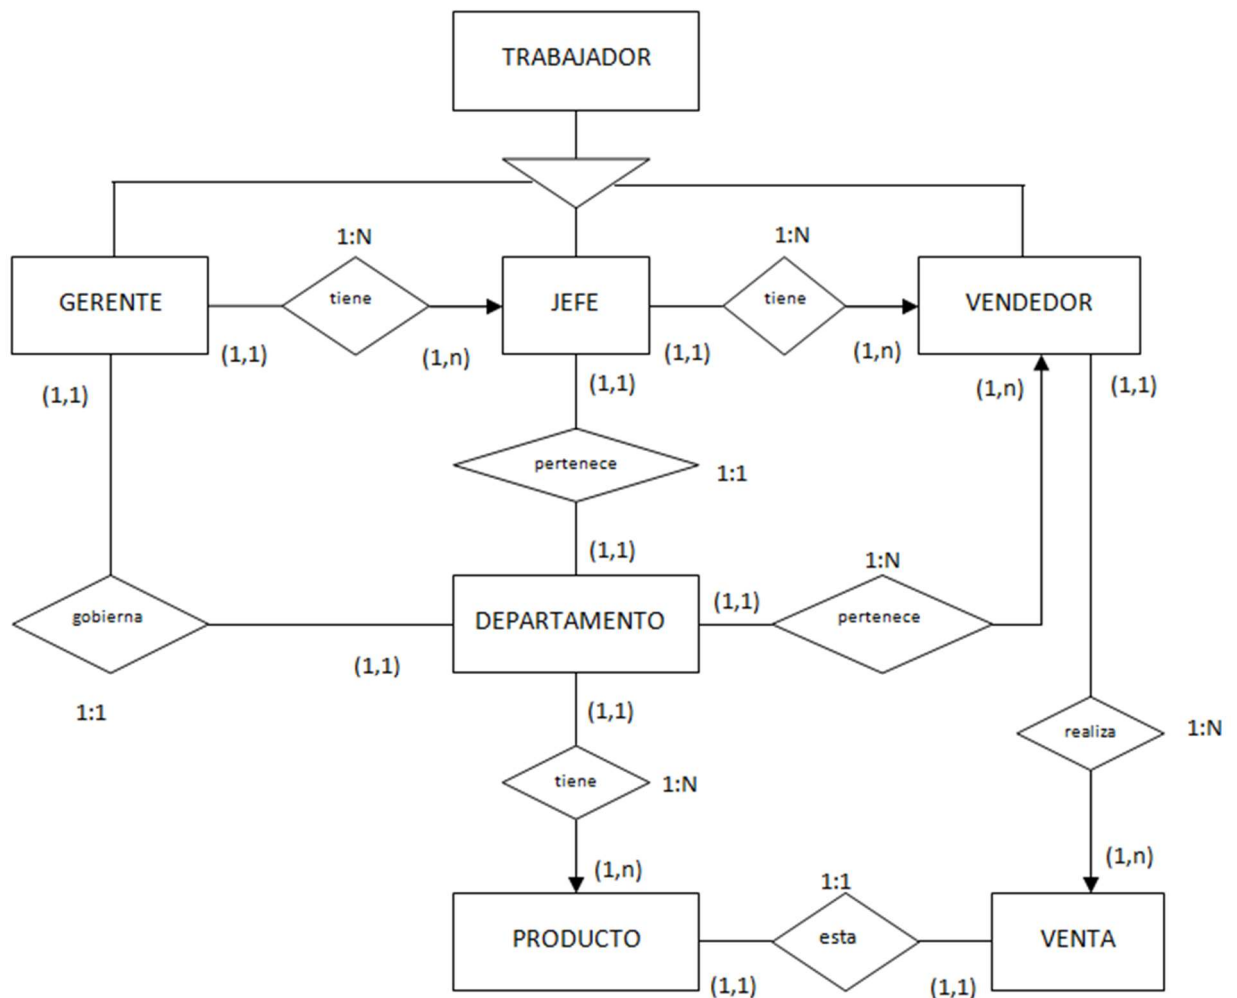 TRABAJADOR
1:N
1:N
GERENTE
tiene
JEFE
tiene
VENDEDOR
(1,1)
(1,n)
(1,1)
(1,n)
(1,1)
(1,1)
(1,n)
(1,1)
pertenece
1:1
(1,1)
1:N
(1,1)
gobierna
DEPARTAMENTO
pertenece
(1,1)
1:1
(1,1)
realiza
1:N
tiene
1:N
(1,n)
(1,n)
1:1
PRODUCTO
esta
VENTA
(1,1)
(1,1)